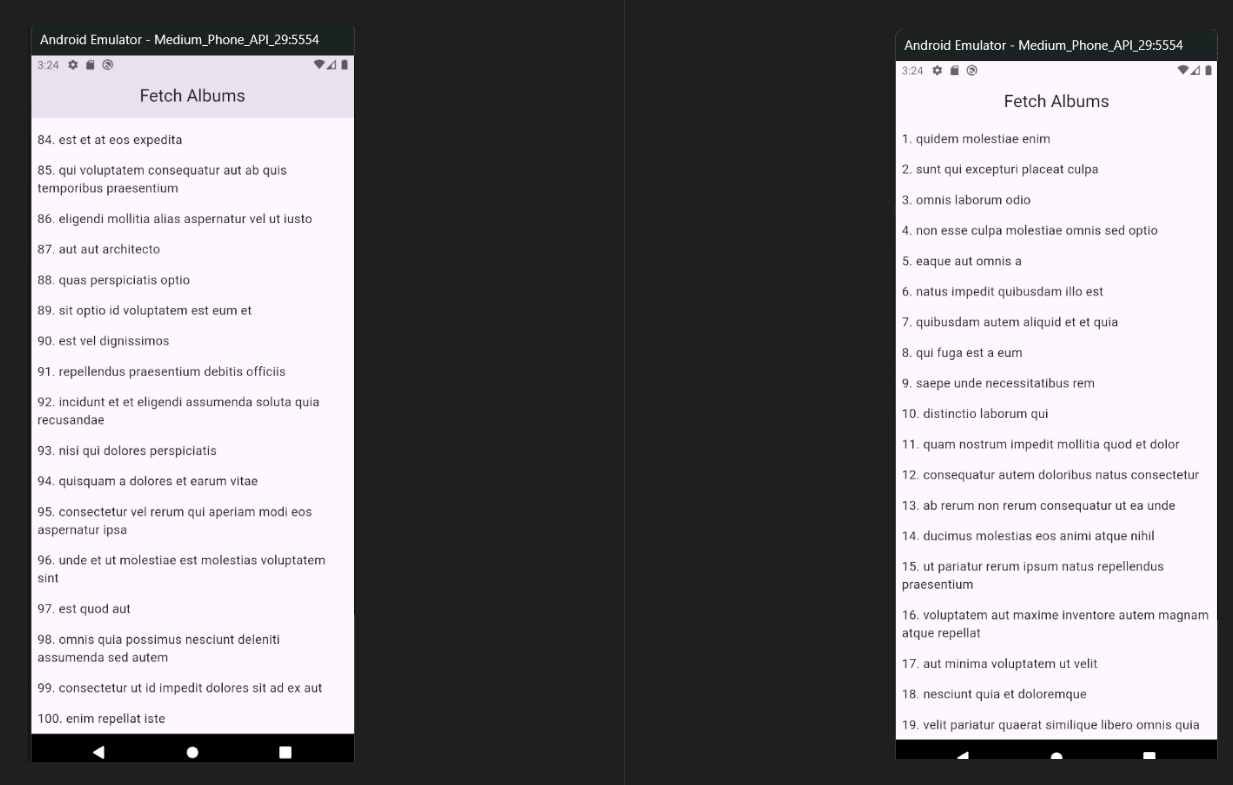 Android Emulator - Medium_Phone_API_29:5554
3:24
Fetch Albums
84. est et at eos expedita
85. qui voluptatem consequatur aut ab quis
temporibus praesentium
86. eligendi mollitia alias aspernatur vel ut iusto
87. aut aut architecto
88. quas perspiciatis optio
89. sit optio id voluptatem est eum et
90. est vel dignissimos
91. repellendus praesentium debitis officiis
92. incidunt et et eligendi assumenda soluta quia
recusandae
93. nisi qui dolores perspiciatis
94. quisquam a dolores et earum vitae
95. consectetur vel rerum qui aperiam modi eos
aspernatur ipsa
96. unde et ut molestiae est molestias voluptatem
sint
97. est quod aut
98. omnis quia possimus nesciunt deleniti
assumenda sed autem
99. consectetur ut id impedit dolores sit ad ex aut
100. enim repellat iste
Android Emulator - Medium_Phone_API_29:5554
3:24
Fetch Albums
1. quidem molestiae enim
2. sunt qui excepturi placeat culpa
3. omnis laborum odio
4. non esse culpa molestiae omnis sed optio
5. eaque aut omnis a
6. natus impedit quibusdam illo est
7. quibusdam autem aliquid et et quia
8. qui fuga est a eum
9. saepe unde necessitatibus rem
10. distinctio laborum qui
11. quam nostrum impedit mollitia quod et dolor
12. consequatur autem doloribus natus consectetur
13. ab rerum non rerum consequatur ut ea unde
14. ducimus molestias eos animi atque nihil
15. ut pariatur rerum ipsum natus repellendus
praesentium
16. voluptatem aut maxime inventore autem magnam
atque repellat
17. aut minima voluptatem ut velit
18. nesciunt quia et doloremque
19. velit pariatur quaerat similique libero omnis quia